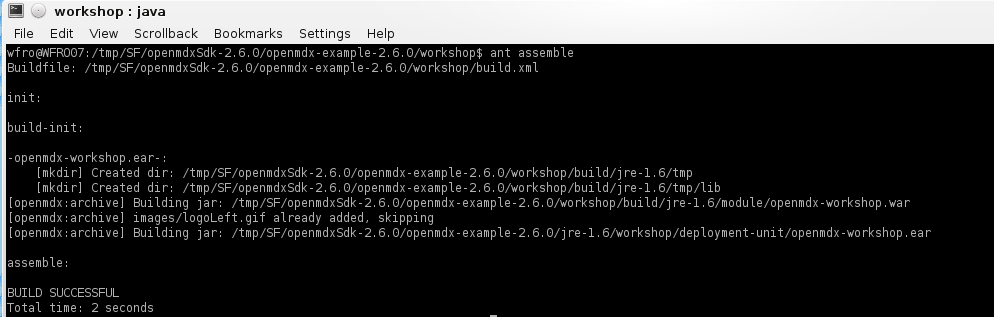 workshop : java
File Edit View Scrollback Bookmarks Settings Help
wfro@WFRO07:/tmp/SF/openmdxSdk-2.6.0/openmdx-example-2.6.0/workshop$ ant assemble
Buildfile: /tmp/SF/openmdxSdk-2.6.0/openmdx-example-2.6.0/workshop/build.xml
init:
build-init:
-openmdx-workshop.ear-:
[mkdir] Created dir: /tmp/SF/openmdxSdk-2.6.0/openmdx-example-2.6.0/workshop/build/jre-1.6/tmp
[mkdir] Created dir: /tmp/SF/openmdxSdk-2.6.0/openmdx-example-2.6.0/workshop/build/jre-1.6/tmp/lib
[openmdx:archive] Building jar: /tmp/SF/openmdxSdk-2.6.0/openmdx-example-2.6.0/workshop/build/jre-1.6/module/openmdx-workshop.war
[openmdx:archive] images/logoLeft.gif already added, skipping
[openmdx:archive] Building jar: /tmp/SF/openmdxSdk-2.6.0/openmdx-example-2.6.0/jre-1.6/workshop/deployment-unit/openmdx-workshop.ear
assemble:
BUILD SUCCESSFUL
Total time: 2 seconds